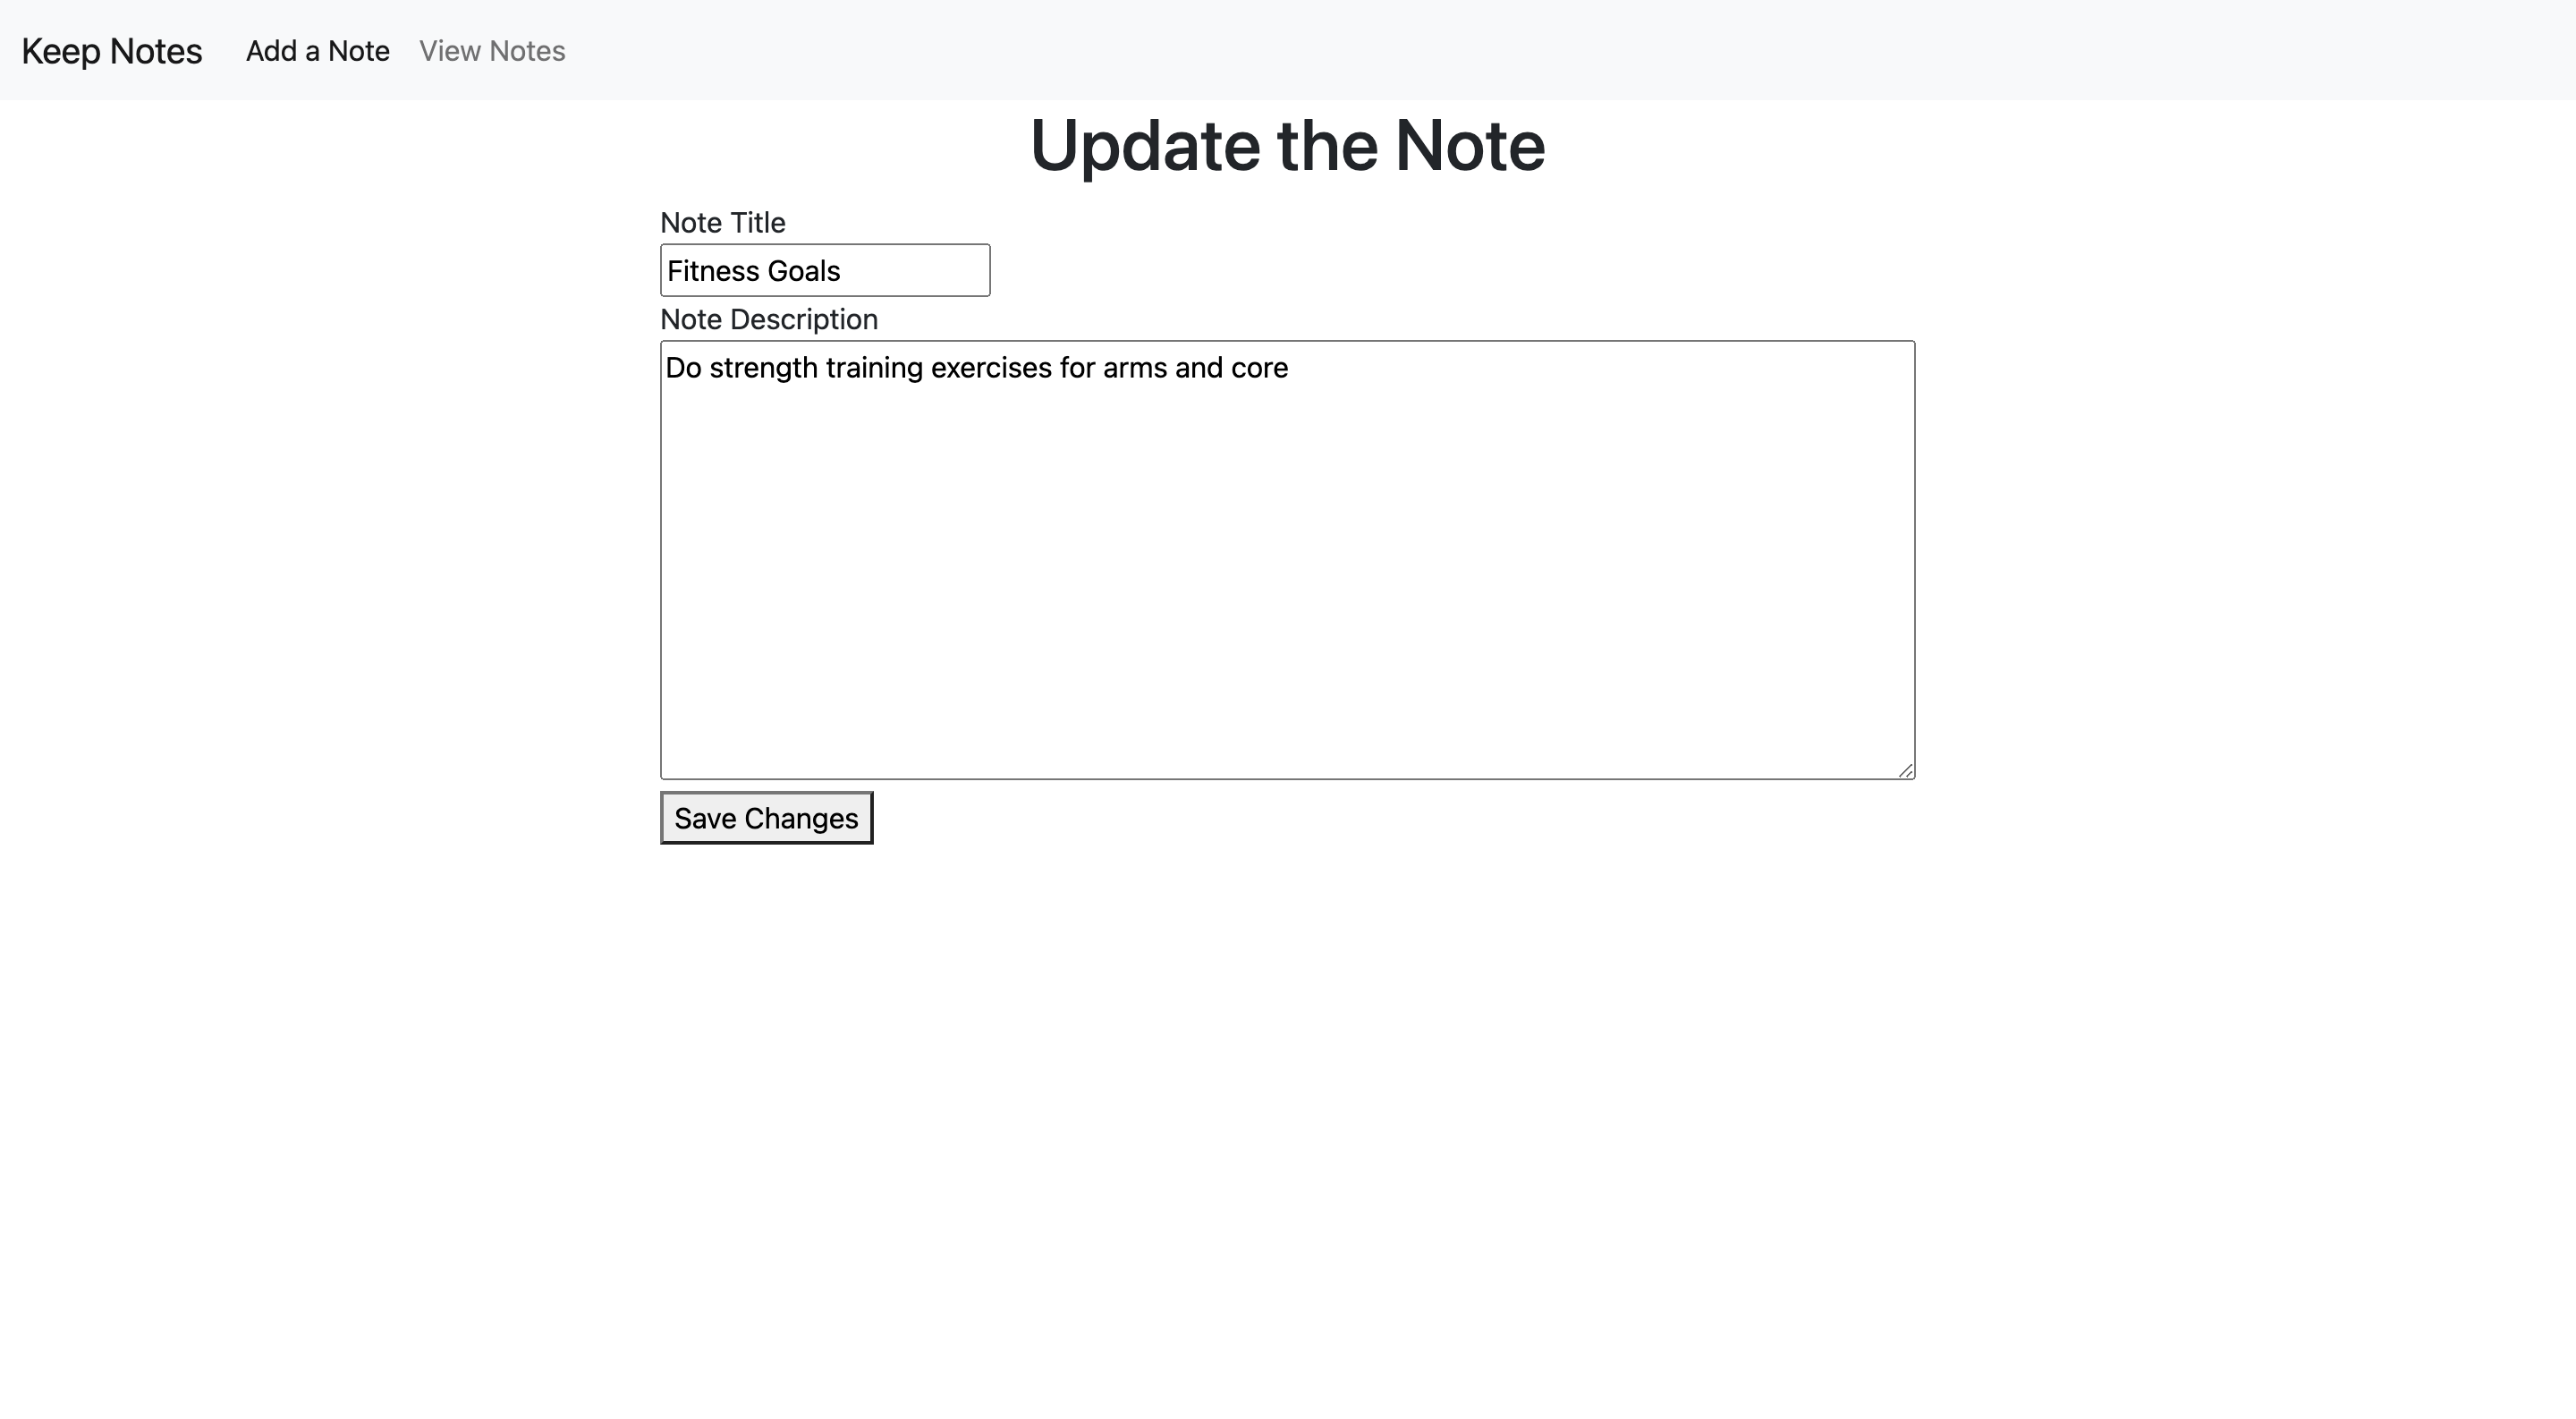 Keep Notes Add a Note View Notes
Update the Note
Note Title
Fitness Goals
Note Description
Do strength training exercises for arms and core
Save Changes